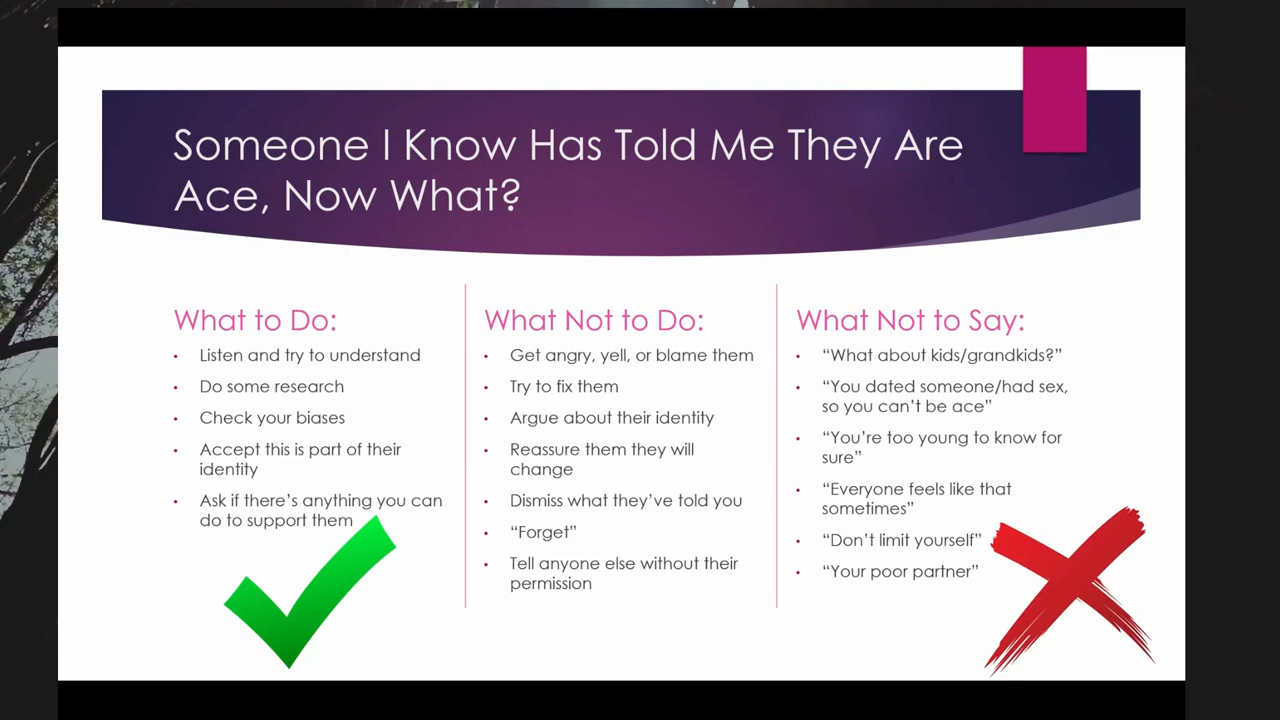 Someone I Know Has Told Me They Are
Ace, Now What?
What to Do:
• Listen and try to understand
• Do some research
• Check your biases
• Accept this is part of their
identity
• Ask if there’s anything you can
do to support them
What Not to Do:
• Get angry, yell, or blame them
• Try to fix them
• Argue about their identity
• Reassure them they will
change
• Dismiss what they’ve told you
• “Forget”
• Tell anyone else without their
permission
What Not to Say:
• “What about kids/grandkids?”
• “You dated someone/had sex,
so you can’t be ace”
• “You’re too young to know for
sure”
• “Everyone feels like that
sometimes”
• “Don’t limit yourself”
• “Your poor partner”